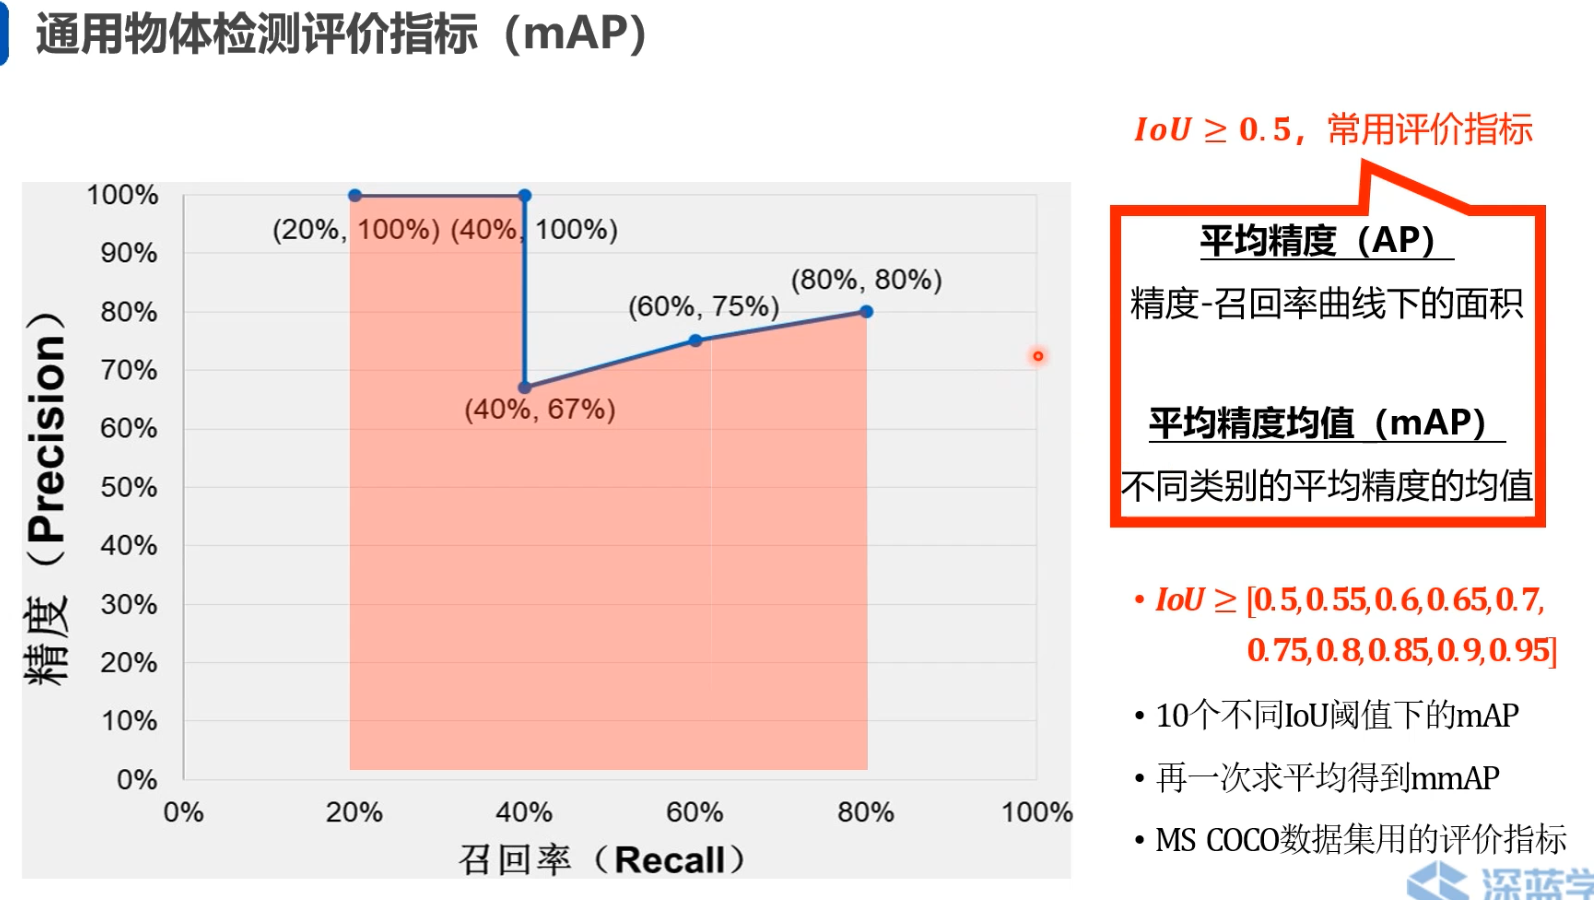 通用物体检测评价指标（mAP）
IoU ≥ 0.5，常用评价指标
平均精度（AP）
精度-召回率曲线下的面积
平均精度均值（mAP）
不同类别的平均精度的均值
• IoU ≥ [0.5,0.55,0.6,0.65,0.7,
0.75,0.8,0.85,0.9,0.95]
• 10个不同IoU阈值下的mAP
• 再一次求平均得到mmAP
• MS COCO数据集用的评价指标
精度（Precision）
100%
90%
80%
70%
60%
50%
40%
30%
20%
10%
0%
(20%, 100%) (40%, 100%)
(80%, 80%)
(60%, 75%)
(40%, 67%)
0% 20% 40% 60% 80% 100%
召回率（Recall）
深蓝学